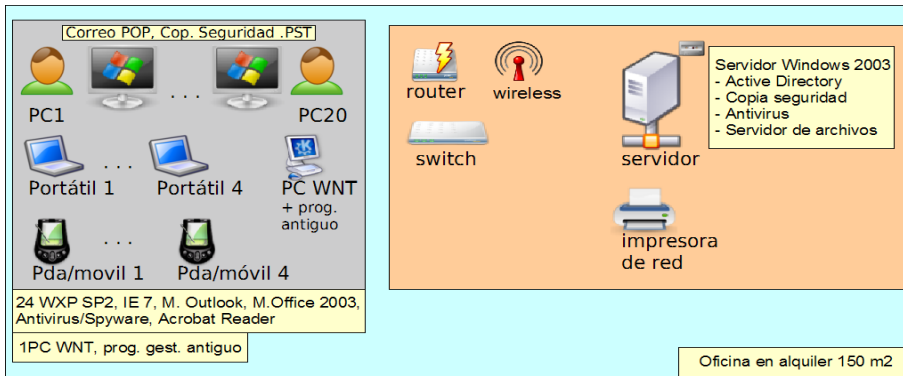 Correo POP, Cop. Seguridad .PST
PC1
. . .
PC20
Portátil 1
. . .
Portátil 4
PC WNT
+ prog.
antiguo
Pda/movil 1
. . .
Pda/móvil 4
24 WXP SP2, IE 7, M. Outlook, M.Office 2003,
Antivirus/Spyware, Acrobat Reader
1PC WNT, prog. gest. antiguo
router
wireless
switch
servidor
Servidor Windows 2003
- Active Directory
- Copia seguridad
- Antivirus
- Servidor de archivos
impresora
de red
Oficina en alquiler 150 m2